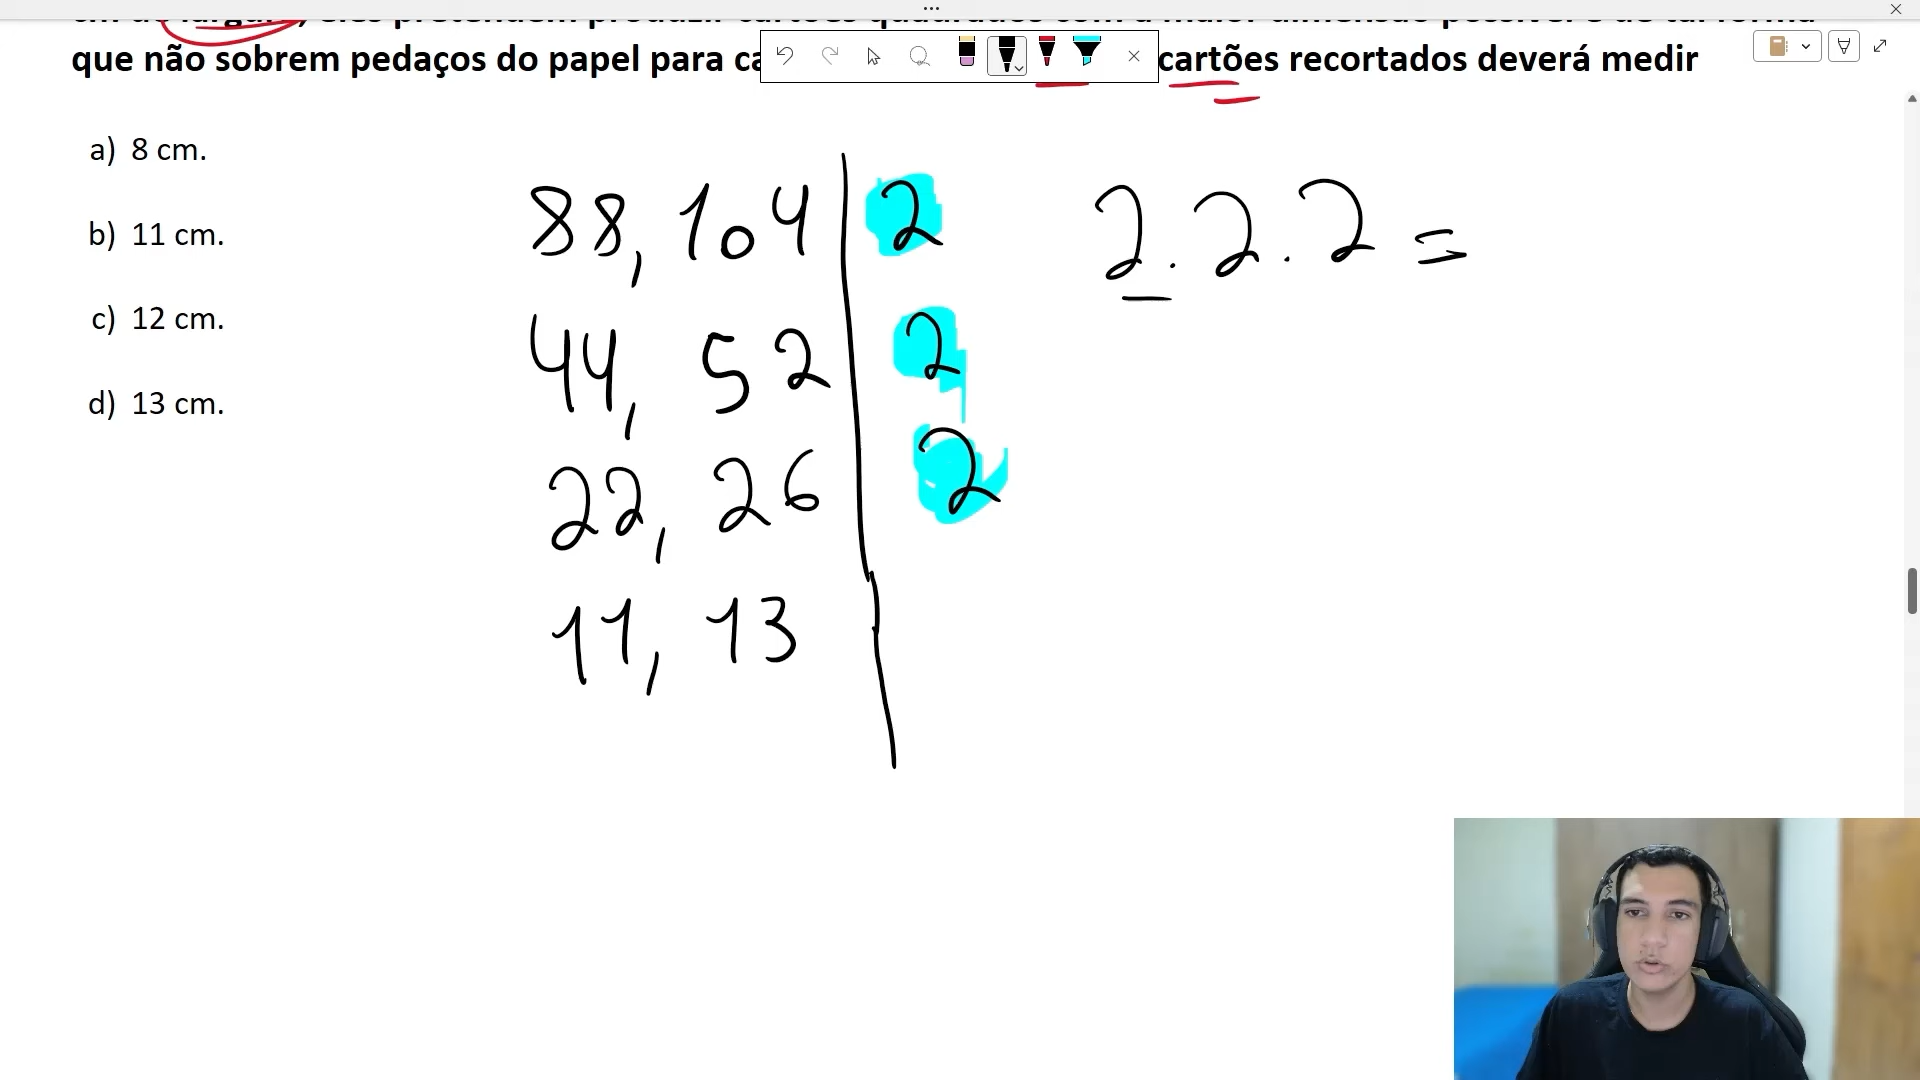 que não sobrem pedaços do papel para
cartões recortados deverá medir
a) 8 cm.
b) 11 cm.
c) 12 cm.
d) 13 cm.
88, 104 2
44, 52 2
22, 26 2
11, 13
2 . 2 . 2 =